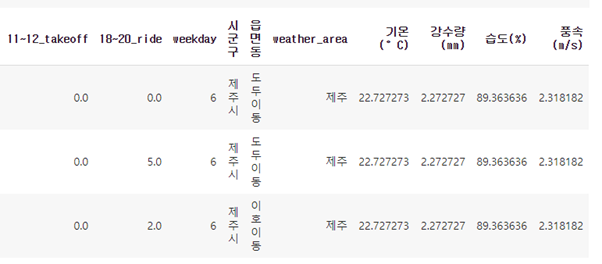 11~12_takeoff 18~20_ride weekday 시군구 읍면동 weather_area 기온(°C) 강수량(mm) 습도(%) 풍속(m/s)
0.0 0.0 6 제주시 도두이동 제주 22.727273 2.272727 89.363636 2.318182
0.0 5.0 6 제주시 도두이동 제주 22.727273 2.272727 89.363636 2.318182
0.0 2.0 6 제주시 이호이동 제주 22.727273 2.272727 89.363636 2.318182